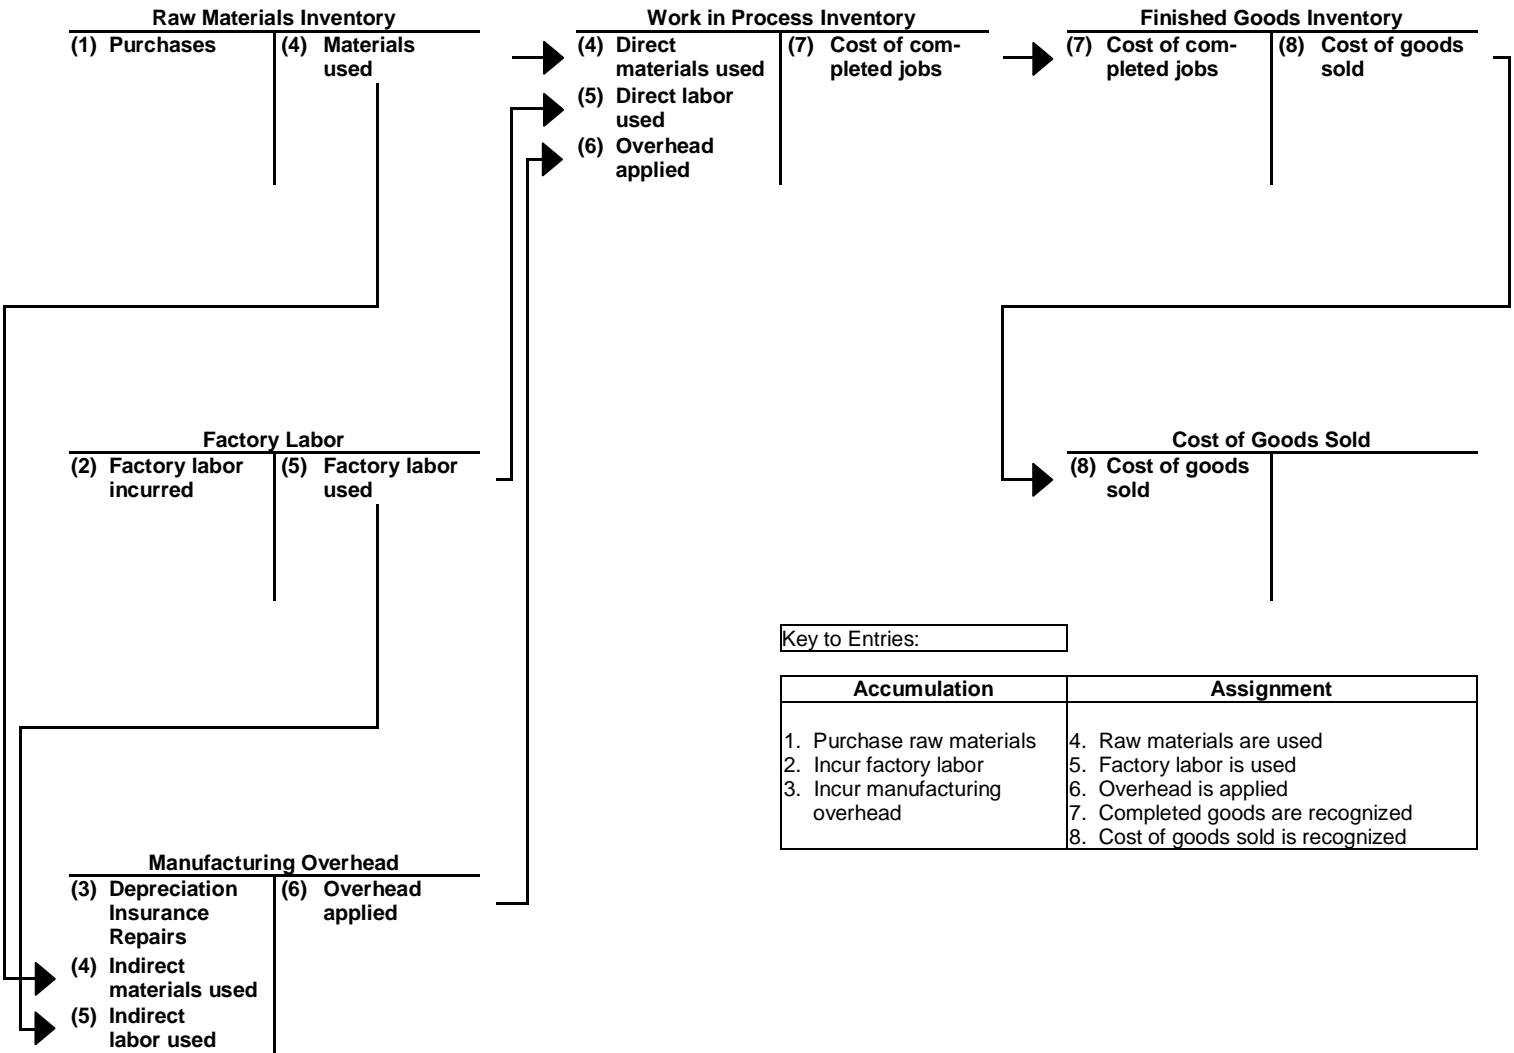 Raw Materials Inventory
(1) Purchases
(4) Materials
used
Work in Process Inventory
(4) Direct
materials used
(5) Direct labor
used
(6) Overhead
applied
(7) Cost of com-
pleted jobs
Finished Goods Inventory
(7) Cost of com-
pleted jobs
(8) Cost of goods
sold
Factory Labor
(2) Factory labor
incurred
(5) Factory labor
used
Cost of Goods Sold
(8) Cost of goods
sold
Key to Entries:
Accumulation
1. Purchase raw materials
2. Incur factory labor
3. Incur manufacturing
overhead
Assignment
4. Raw materials are used
5. Factory labor is used
6. Overhead is applied
7. Completed goods are recognized
8. Cost of goods sold is recognized
Manufacturing Overhead
(3) Depreciation
Insurance
Repairs
(4) Indirect
materials used
(5) Indirect
labor used
(6) Overhead
applied